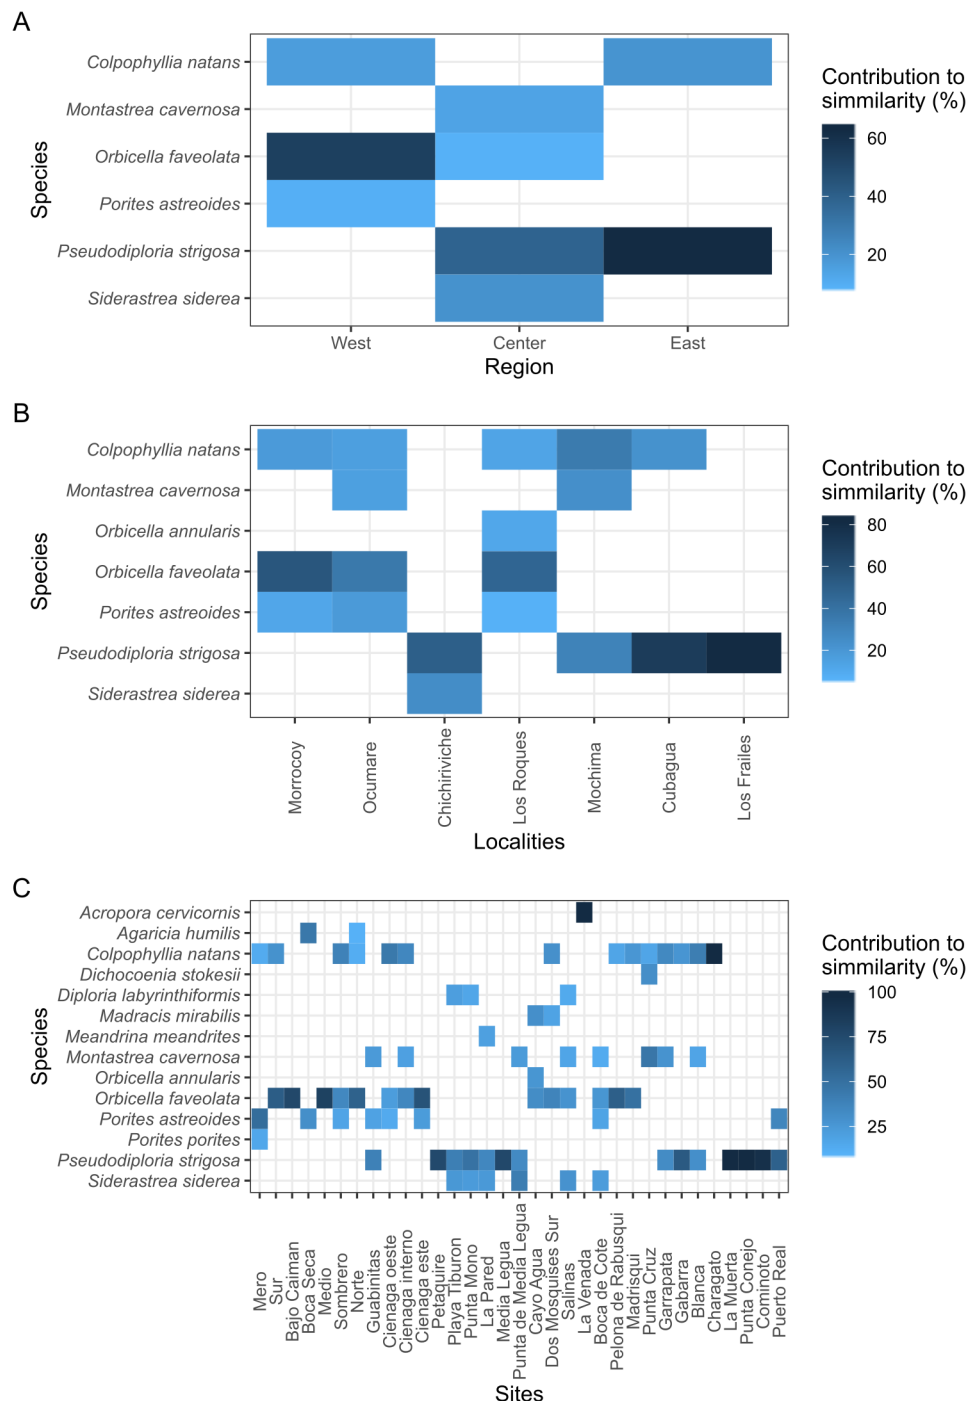 A
Colpophyllia natans
Montastrea cavernosa
Orbicella faveolata
Porites astreoides
Pseudodiploria strigosa
Siderastrea siderea
Species
West
Center
East
Region
Contribution to
simmilarity (%)
60
40
20
B
Colpophyllia natans
Montastrea cavernosa
Orbicella annularis
Orbicella faveolata
Porites astreoides
Pseudodiploria strigosa
Siderastrea siderea
Species
Morrocoy
Ocumare
Chichiriviche
Los Roques
Mochima
Cubagua
Los Frailes
Localities
Contribution to
simmilarity (%)
80
60
40
20
C
Acropora cervicornis
Agaricia humilis
Colpophyllia natans
Dichocoenia stokesii
Diploria labyrinthiformis
Madracis mirabilis
Meandrina meandrites
Montastrea cavernosa
Orbicella annularis
Orbicella faveolata
Porites astreoides
Porites porites
Pseudodiploria strigosa
Siderastrea siderea
Species
Mero
Sur
Bajo Caiman
Boca Seca
Medio
Sombrero
Norte
Guabinitas
Cienaga oeste
Cienaga interno
Cienaga este
Petaquire
Playa Tiburon
Punta Mono
La Pared
Media Legua
Punta de Media Legua
Cayo Agua
Dos Mosquises Sur
Salinas
La Venada
Boca de Cote
Pelona de Rabusqui
Madrisqui
Punta Cruz
Garrapata
Gabarra
Blanca
Charagato
La Muerta
Punta Conejo
Cominoto
Puerto Real
Sites
Contribution to
simmilarity (%)
100
75
50
25